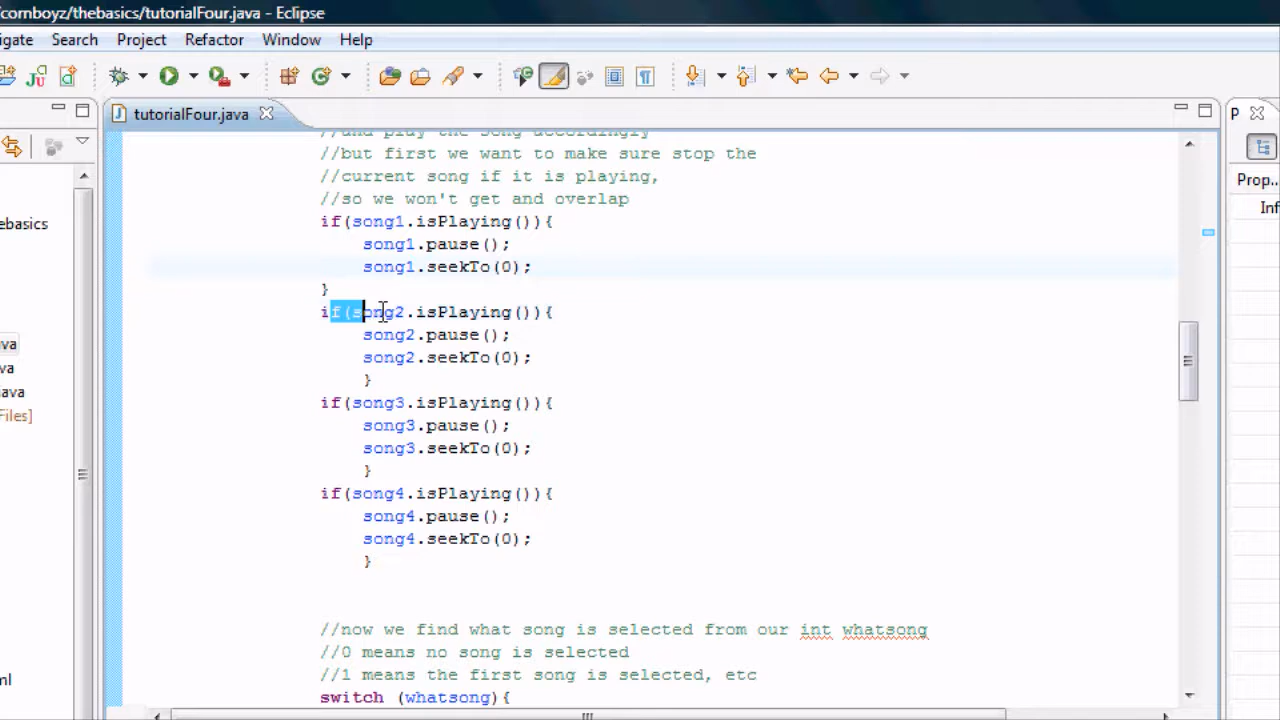 /cornboyz/thebasics/tutorialFour.java - Eclipse
igate Search Project Refactor Window Help
tutorialFour.java
P
//and play the song accordingly
//but first we want to make sure stop the
//current song if it is playing,
Prop...
//so we won't get and overlap
Inf
if(song1.isPlaying()){
ebasics
song1.pause();
song1.seekTo(0);
}
if(song2.isPlaying()){
song2.pause();
ava
song2.seekTo(0);
va
}
java
if(song3.isPlaying()){
Files]
song3.pause();
song3.seekTo(0);
}
if(song4.isPlaying()){
song4.pause();
song4.seekTo(0);
}
//now we find what song is selected from our int whatsong
//0 means no song is selected
//1 means the first song is selected, etc
ml
switch (whatsong){